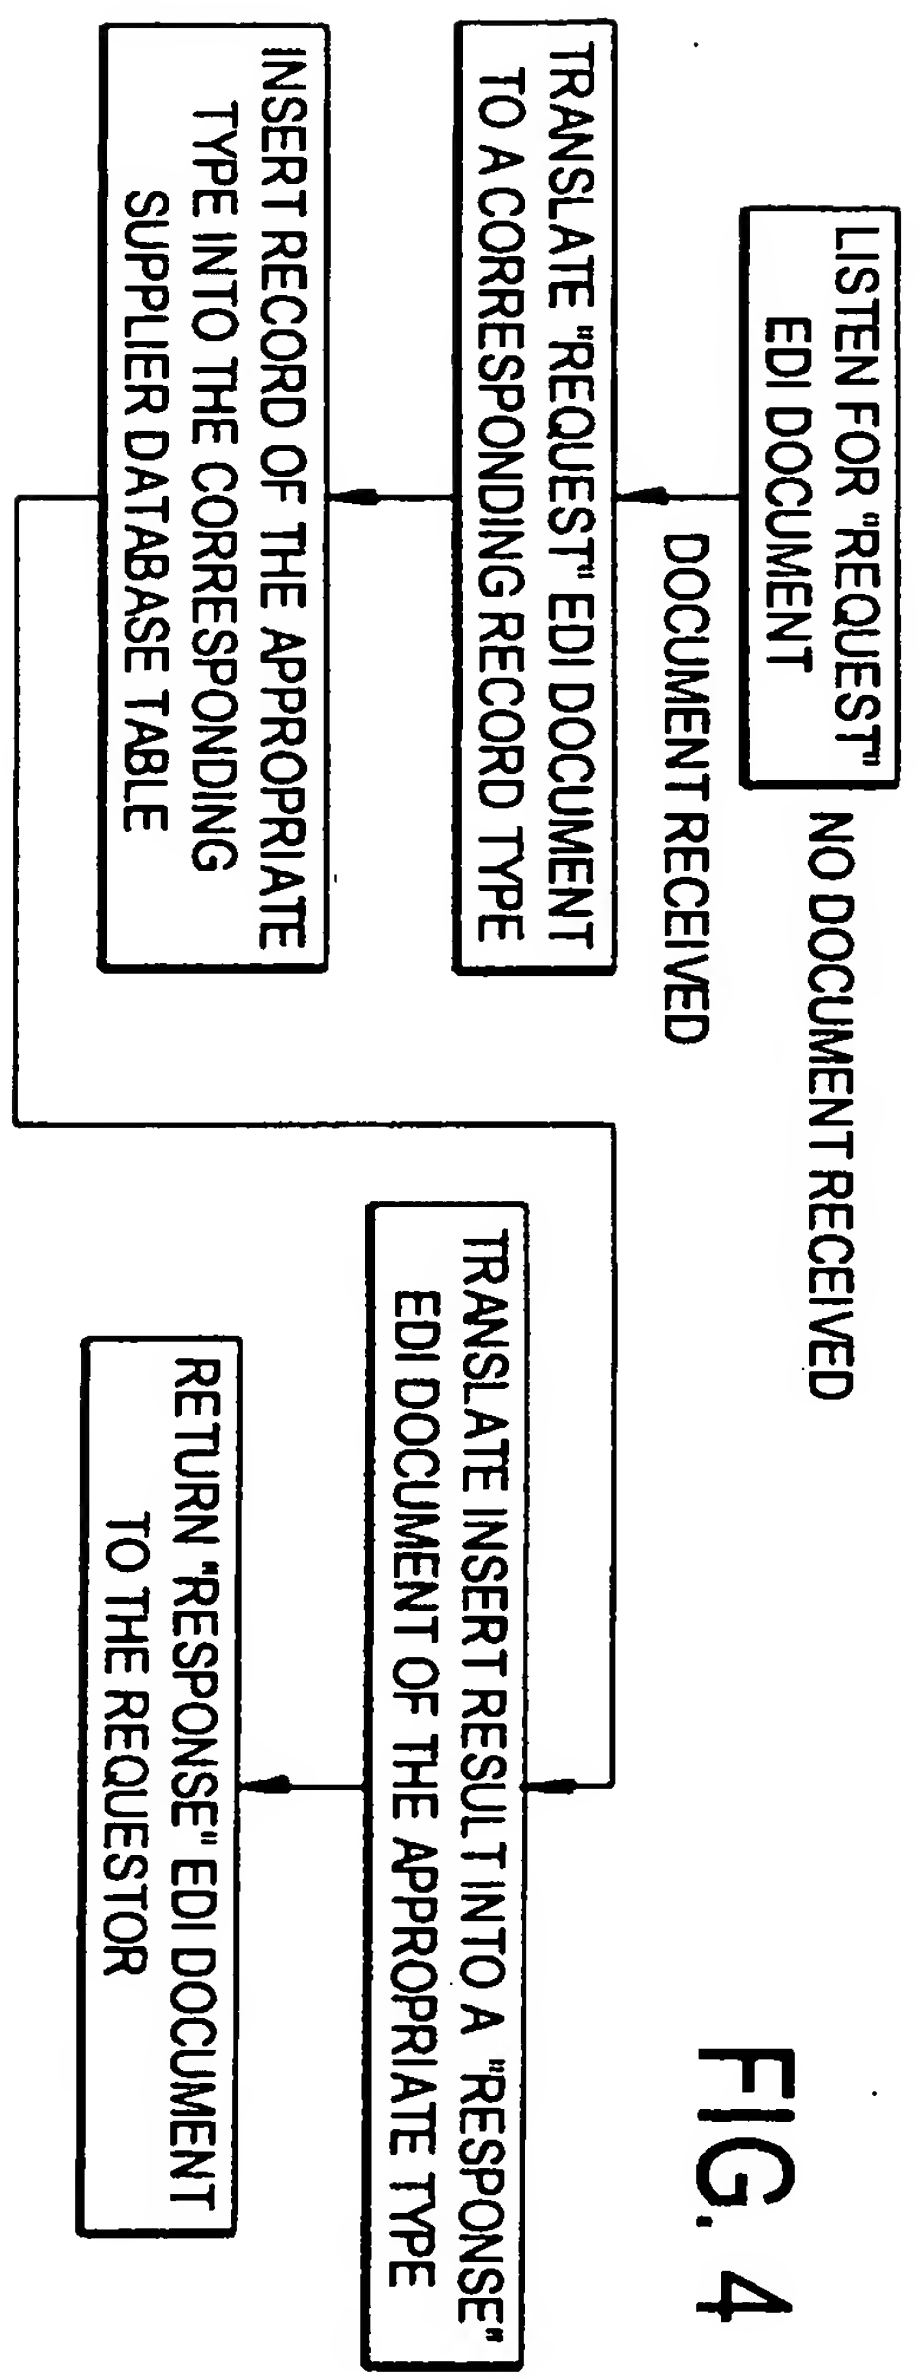 LISTEN FOR "REQUEST"
EDI DOCUMENT
NO DOCUMENT RECEIVED
DOCUMENT RECEIVED
TRANSLATE "REQUEST" EDI DOCUMENT
TO A CORRESPONDING RECORD TYPE
INSERT RECORD OF THE APPROPRIATE
TYPE INTO THE CORRESPONDING
SUPPLIER DATABASE TABLE
TRANSLATE INSERT RESULT INTO A "RESPONSE"
EDI DOCUMENT OF THE APPROPRIATE TYPE
RETURN "RESPONSE" EDI DOCUMENT
TO THE REQUESTOR
FIG. 4